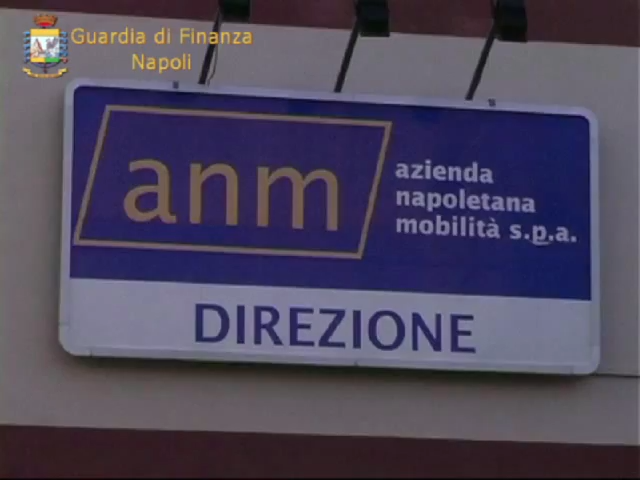 Guardia di Finanza
Napoli
anm
azienda
napoletana
mobilità s.p.a.
DIREZIONE